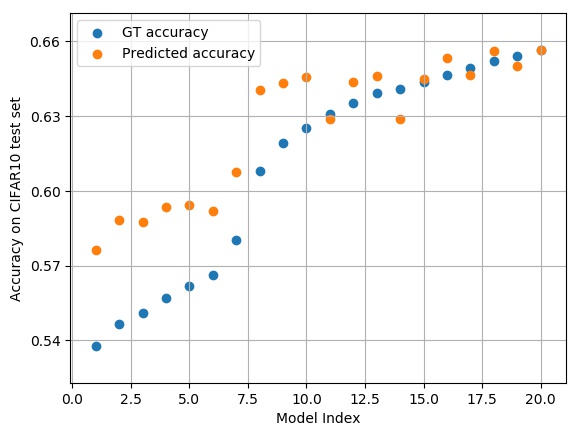 GT accuracy
Predicted accuracy
Accuracy on CIFAR10 test set
0.66
0.63
0.60
0.57
0.54
0.0 2.5 5.0 7.5 10.0 12.5 15.0 17.5 20.0
Model Index